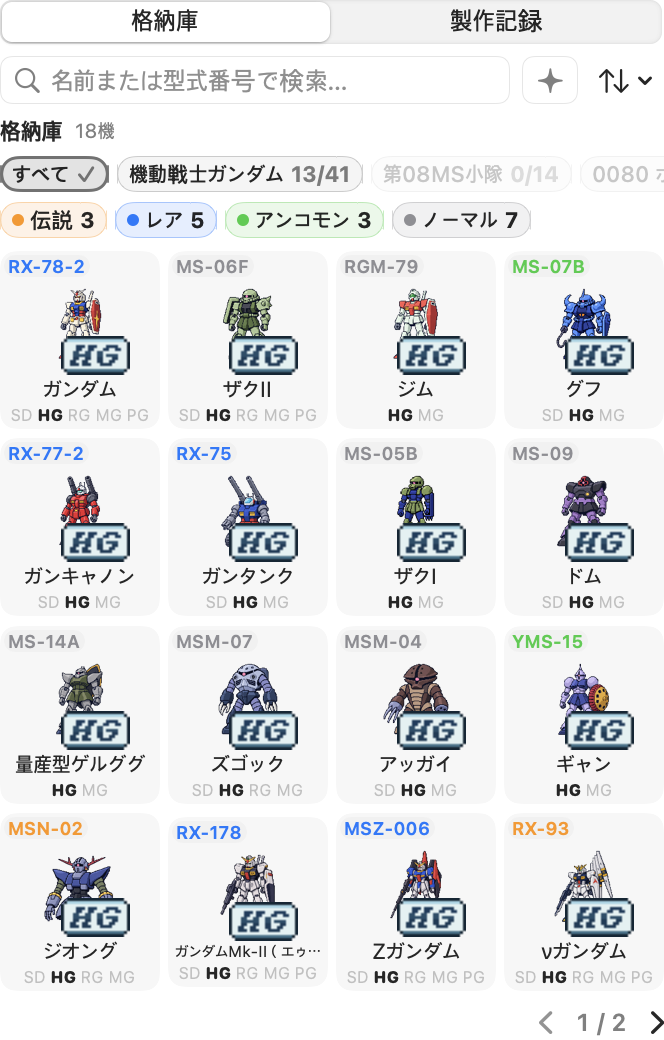 格納庫 製作記録
名前または型式番号で検索...
格納庫 18機
すべて ✓ 機動戦士ガンダム 13/41 第08MS小隊 0/14 0080
伝説 3 レア 5 アンコモン 3 ノーマル 7
RX-78-2 MS-06F RGM-79 MS-07B
HG HG HG HG
ガンダム ザクII ジム グフ
SD HG RG MG PG SD HG RG MG PG HG MG SD HG MG
RX-77-2 RX-75 MS-05B MS-09
HG HG HG HG
ガンキャノン ガンタンク ザクI ドム
SD HG MG SD HG MG HG MG SD HG MG
MS-14A MSM-07 MSM-04 YMS-15
HG HG HG HG
量産型ゲルググ ズゴック アッガイ ギャン
HG MG SD HG RG MG SD HG MG HG MG
MSN-02 RX-178 MSZ-006 RX-93
HG HG HG HG
ジオング ガンダムMk-II ( エゥ… Zガンダム νガンダム
SD HG RG MG SD HG RG MG PG SD HG RG MG PG SD HG RG MG PG
1 / 2